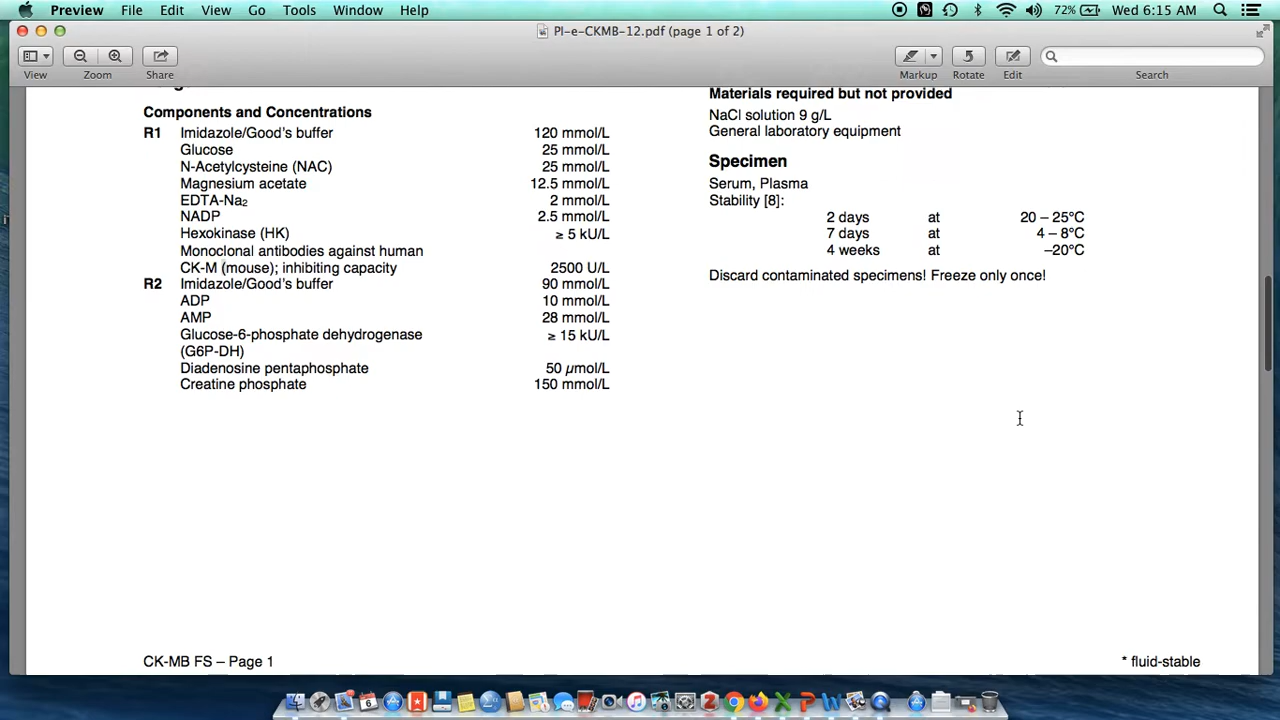 Preview File Edit View Go Tools Window Help 72% Wed 6:15 AM
PI-e-CKMB-12.pdf (page 1 of 2)
View Zoom Share Markup Rotate Edit Search
Components and Concentrations
R1 Imidazole/Good's buffer 120 mmol/L
Glucose 25 mmol/L
N-Acetylcysteine (NAC) 25 mmol/L
Magnesium acetate 12.5 mmol/L
EDTA-Na₂ 2 mmol/L
NADP 2.5 mmol/L
Hexokinase (HK) ≥ 5 kU/L
Monoclonal antibodies against human
CK-M (mouse); inhibiting capacity 2500 U/L
R2 Imidazole/Good's buffer 90 mmol/L
ADP 10 mmol/L
AMP 28 mmol/L
Glucose-6-phosphate dehydrogenase ≥ 15 kU/L
(G6P-DH)
Diadenosine pentaphosphate 50 µmol/L
Creatine phosphate 150 mmol/L
Materials required but not provided
NaCl solution 9 g/L
General laboratory equipment
Specimen
Serum, Plasma
Stability [8]:
2 days at 20 – 25°C
7 days at 4 – 8°C
4 weeks at –20°C
Discard contaminated specimens! Freeze only once!
CK-MB FS – Page 1
* fluid-stable